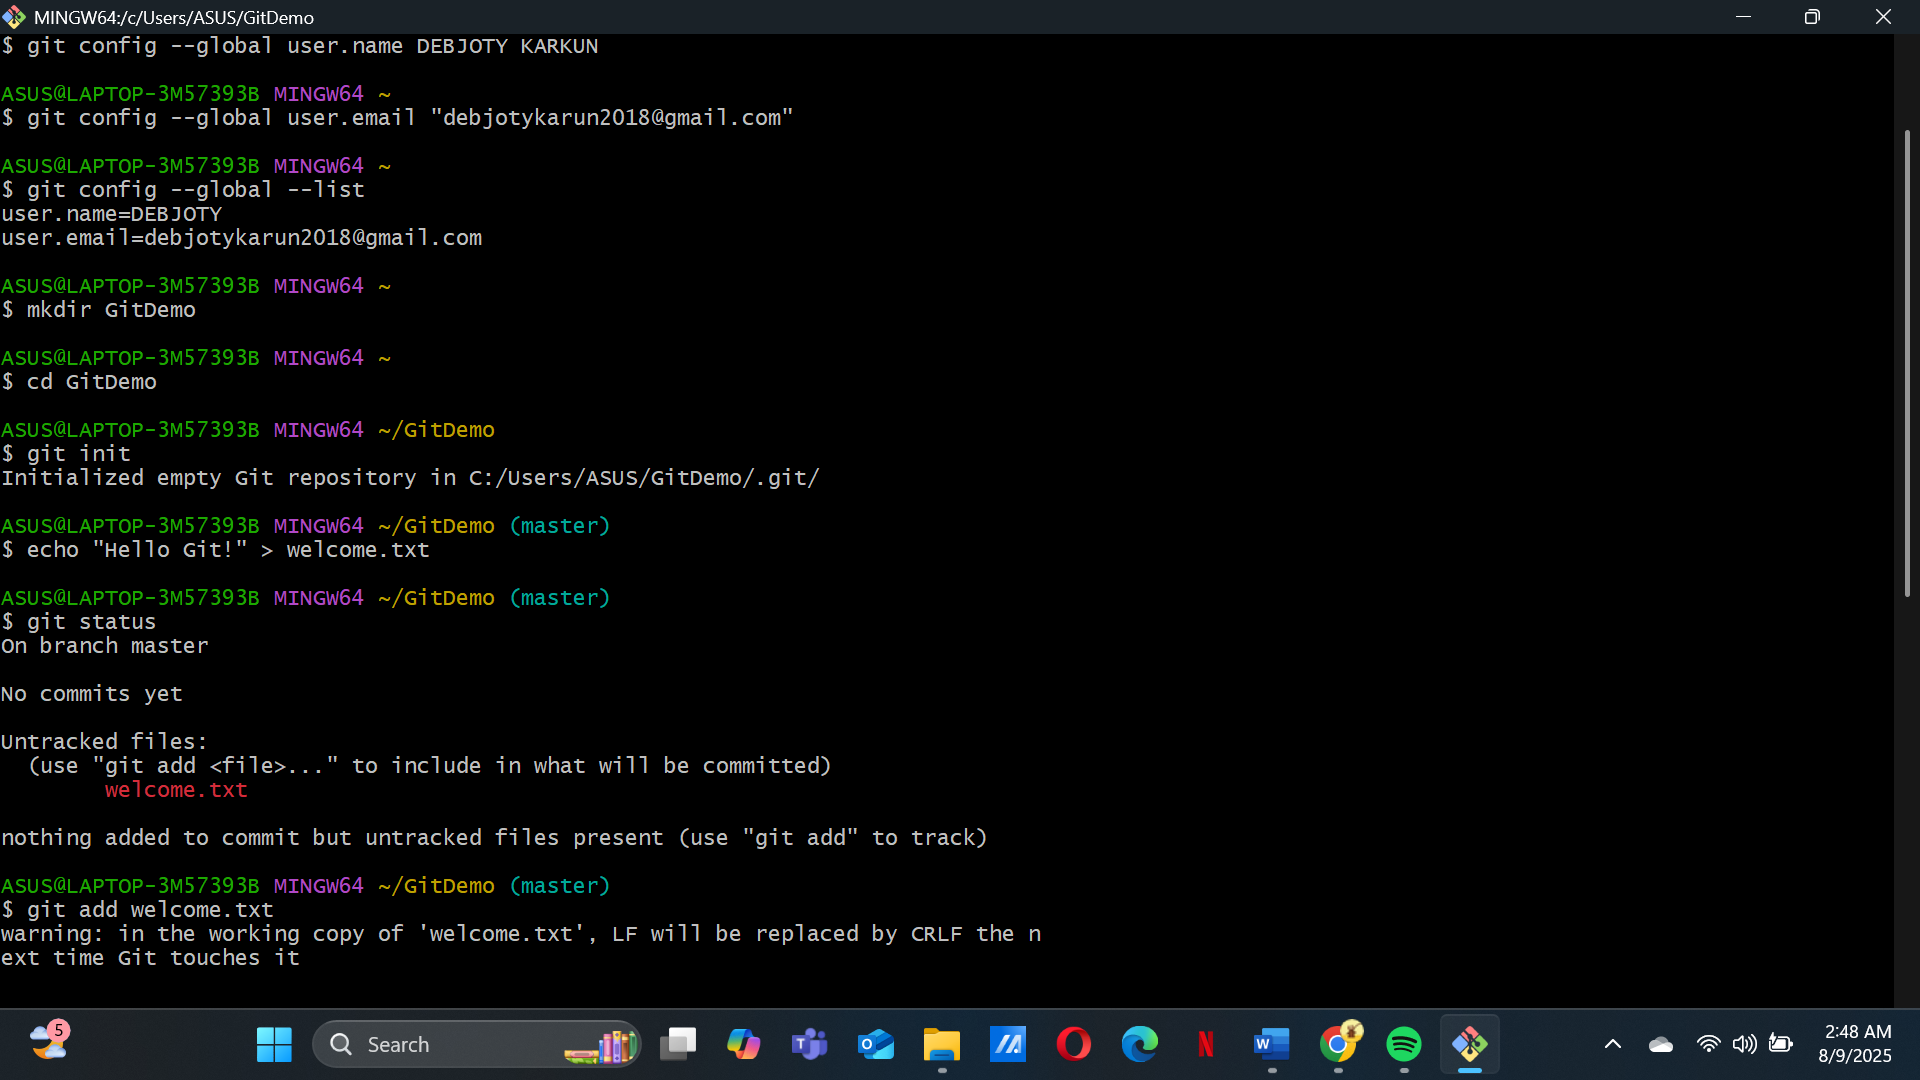 MINGW64:/c/Users/ASUS/GitDemo
$ git config --global user.name DEBJOTY KARKUN
ASUS@LAPTOP-3M57393B MINGW64 ~
$ git config --global user.email "debjotykarun2018@gmail.com"
ASUS@LAPTOP-3M57393B MINGW64 ~
$ git config --global --list
user.name=DEBJOTY
user.email=debjotykarun2018@gmail.com
ASUS@LAPTOP-3M57393B MINGW64 ~
$ mkdir GitDemo
ASUS@LAPTOP-3M57393B MINGW64 ~
$ cd GitDemo
ASUS@LAPTOP-3M57393B MINGW64 ~/GitDemo
$ git init
Initialized empty Git repository in C:/Users/ASUS/GitDemo/.git/
ASUS@LAPTOP-3M57393B MINGW64 ~/GitDemo (master)
$ echo "Hello Git!" > welcome.txt
ASUS@LAPTOP-3M57393B MINGW64 ~/GitDemo (master)
$ git status
On branch master
No commits yet
Untracked files:
  (use "git add <file>..." to include in what will be committed)
        welcome.txt
nothing added to commit but untracked files present (use "git add" to track)
ASUS@LAPTOP-3M57393B MINGW64 ~/GitDemo (master)
$ git add welcome.txt
warning: in the working copy of 'welcome.txt', LF will be replaced by CRLF the n
ext time Git touches it
5
Search
2:48 AM
8/9/2025